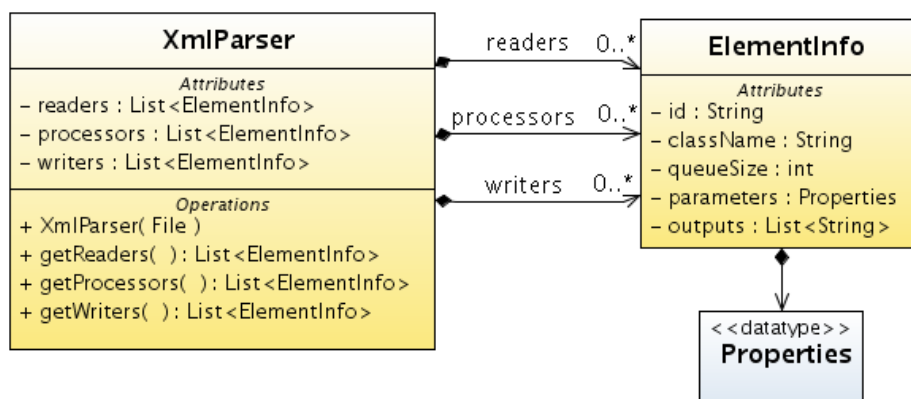 XmlParser
Attributes
− readers : List<ElementInfo>
− processors : List<ElementInfo>
− writers : List<ElementInfo>
Operations
+ XmlParser( File )
+ getReaders(  ) : List<ElementInfo>
+ getProcessors(  ) : List<ElementInfo>
+ getWriters(  ) : List<ElementInfo>
readers 0..*
processors 0..*
writers 0..*
ElementInfo
Attributes
− id : String
− className : String
− queueSize : int
− parameters : Properties
− outputs : List<String>
<<datatype>>
Properties